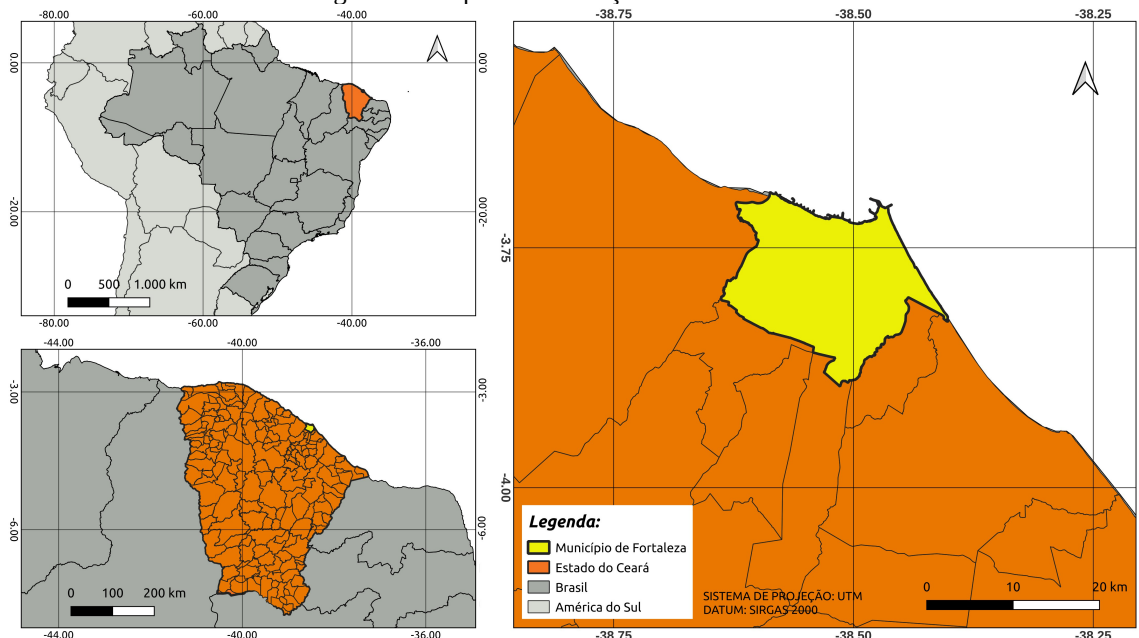 -80.00 -60.00 -40.00
0.00 0.00
-20.00 -20.00
0 500 1.000 km
-80.00 -60.00 -40.00
-44.00 -40.00 -36.00
-3.00 -3.00
-6.00 -6.00
0 100 200 km
-44.00 -40.00 -36.00
-38.75 -38.50 -38.25
-3.75
-4.00
Legenda:
Município de Fortaleza
Estado do Ceará
Brasil
América do Sul
SISTEMA DE PROJEÇÃO: UTM
DATUM: SIRGAS 2000
0 10 20 km
-38.75 -38.50 -38.25